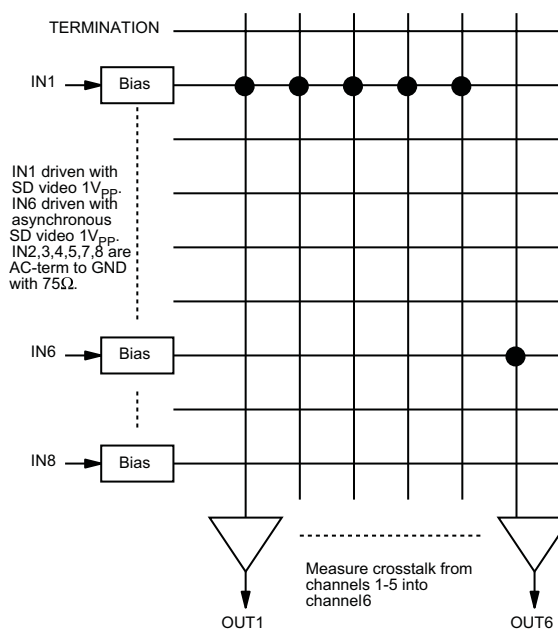 TERMINATION
IN1
Bias
IN1 driven with
SD video 1VPP.
IN6 driven with
asynchronous
SD video 1VPP.
IN2,3,4,5,7,8 are
AC-term to GND
with 75Ω.
IN6
Bias
IN8
Bias
Measure crosstalk from
channels 1-5 into
channel6
OUT1
OUT6